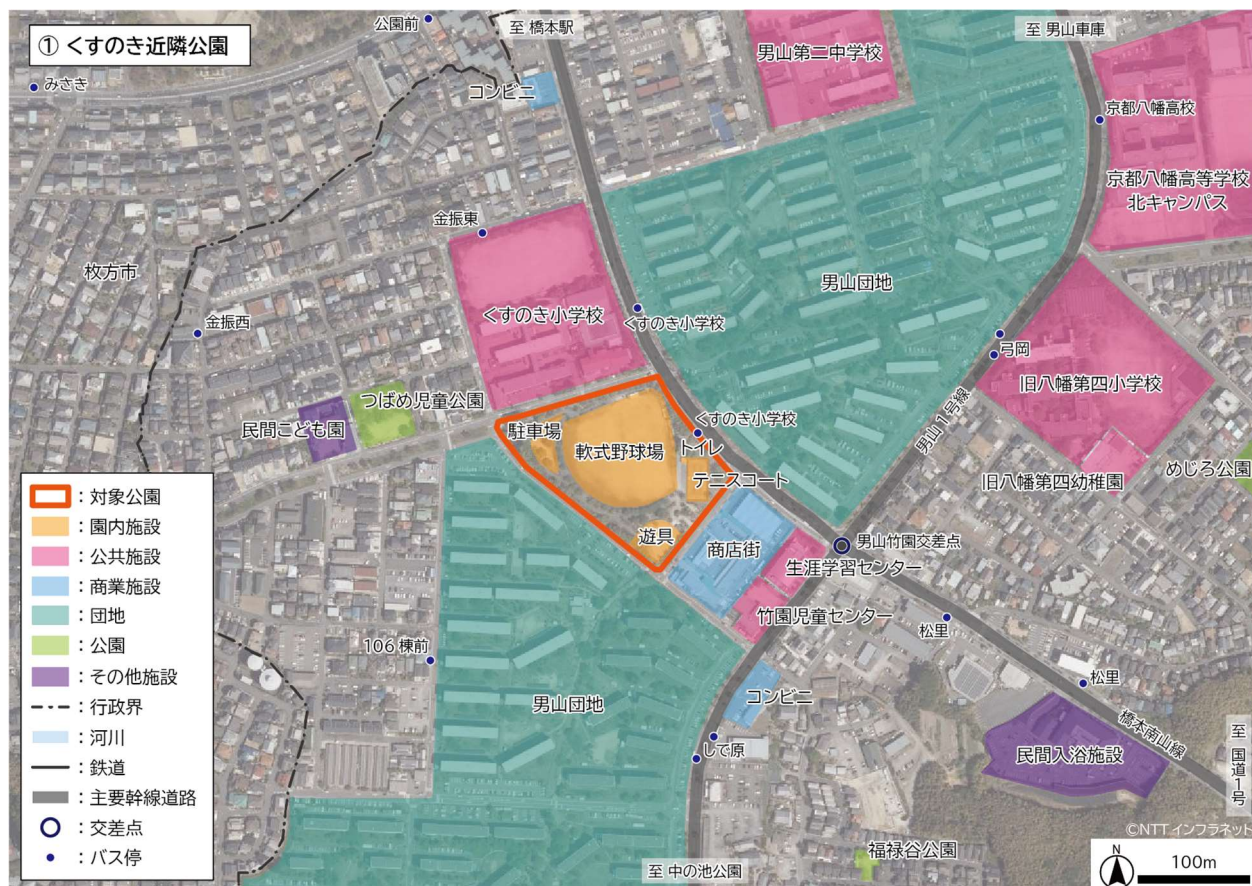 ① くすのき近隣公園
公園前
至 橋本駅
至 男山車庫
みさき
コンビニ
男山第二中学校
京都八幡高校
京都八幡高等学校
北キャンパス
金振東
枚方市
男山団地
金振西
くすのき小学校
くすのき小学校
弓岡
旧八幡第四小学校
つばめ児童公園
民間こども園
駐車場
軟式野球場
くすのき小学校
トイレ
テニスコート
男山1号線
めじろ公園
旧八幡第四幼稚園
遊具
商店街
男山竹園交差点
生涯学習センター
竹園児童センター
松里
106棟前
男山団地
コンビニ
松里
橋本南山線
して原
民間入浴施設
至 国道1号
福禄谷公園
至 中の池公園
©NTT インフラネット
N
100m
：対象公園
：園内施設
：公共施設
：商業施設
：団地
：公園
：その他施設
：行政界
：河川
：鉄道
：主要幹線道路
：交差点
：バス停